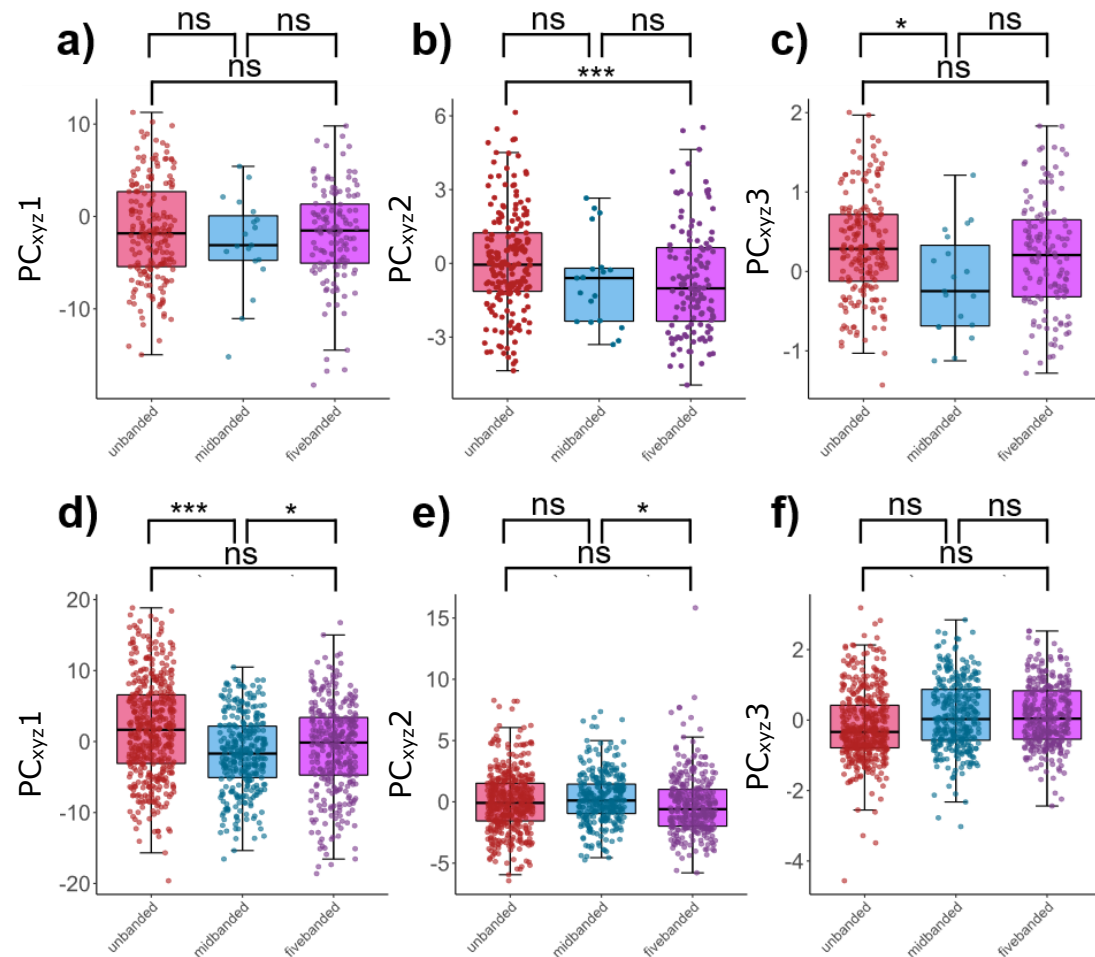 a)
ns
ns
ns
PCxyz1
10
0
-10
unbanded
midbanded
fivebanded
b)
ns
ns
***
PCxyz2
6
3
0
-3
unbanded
midbanded
fivebanded
c)
*
ns
ns
PCxyz3
2
1
0
-1
unbanded
midbanded
fivebanded
d)
***
*
ns
PCxyz1
20
10
0
-10
-20
unbanded
midbanded
fivebanded
e)
ns
*
ns
PCxyz2
15
10
5
0
-5
unbanded
midbanded
fivebanded
f)
ns
ns
ns
PCxyz3
2
0
-2
-4
unbanded
midbanded
fivebanded